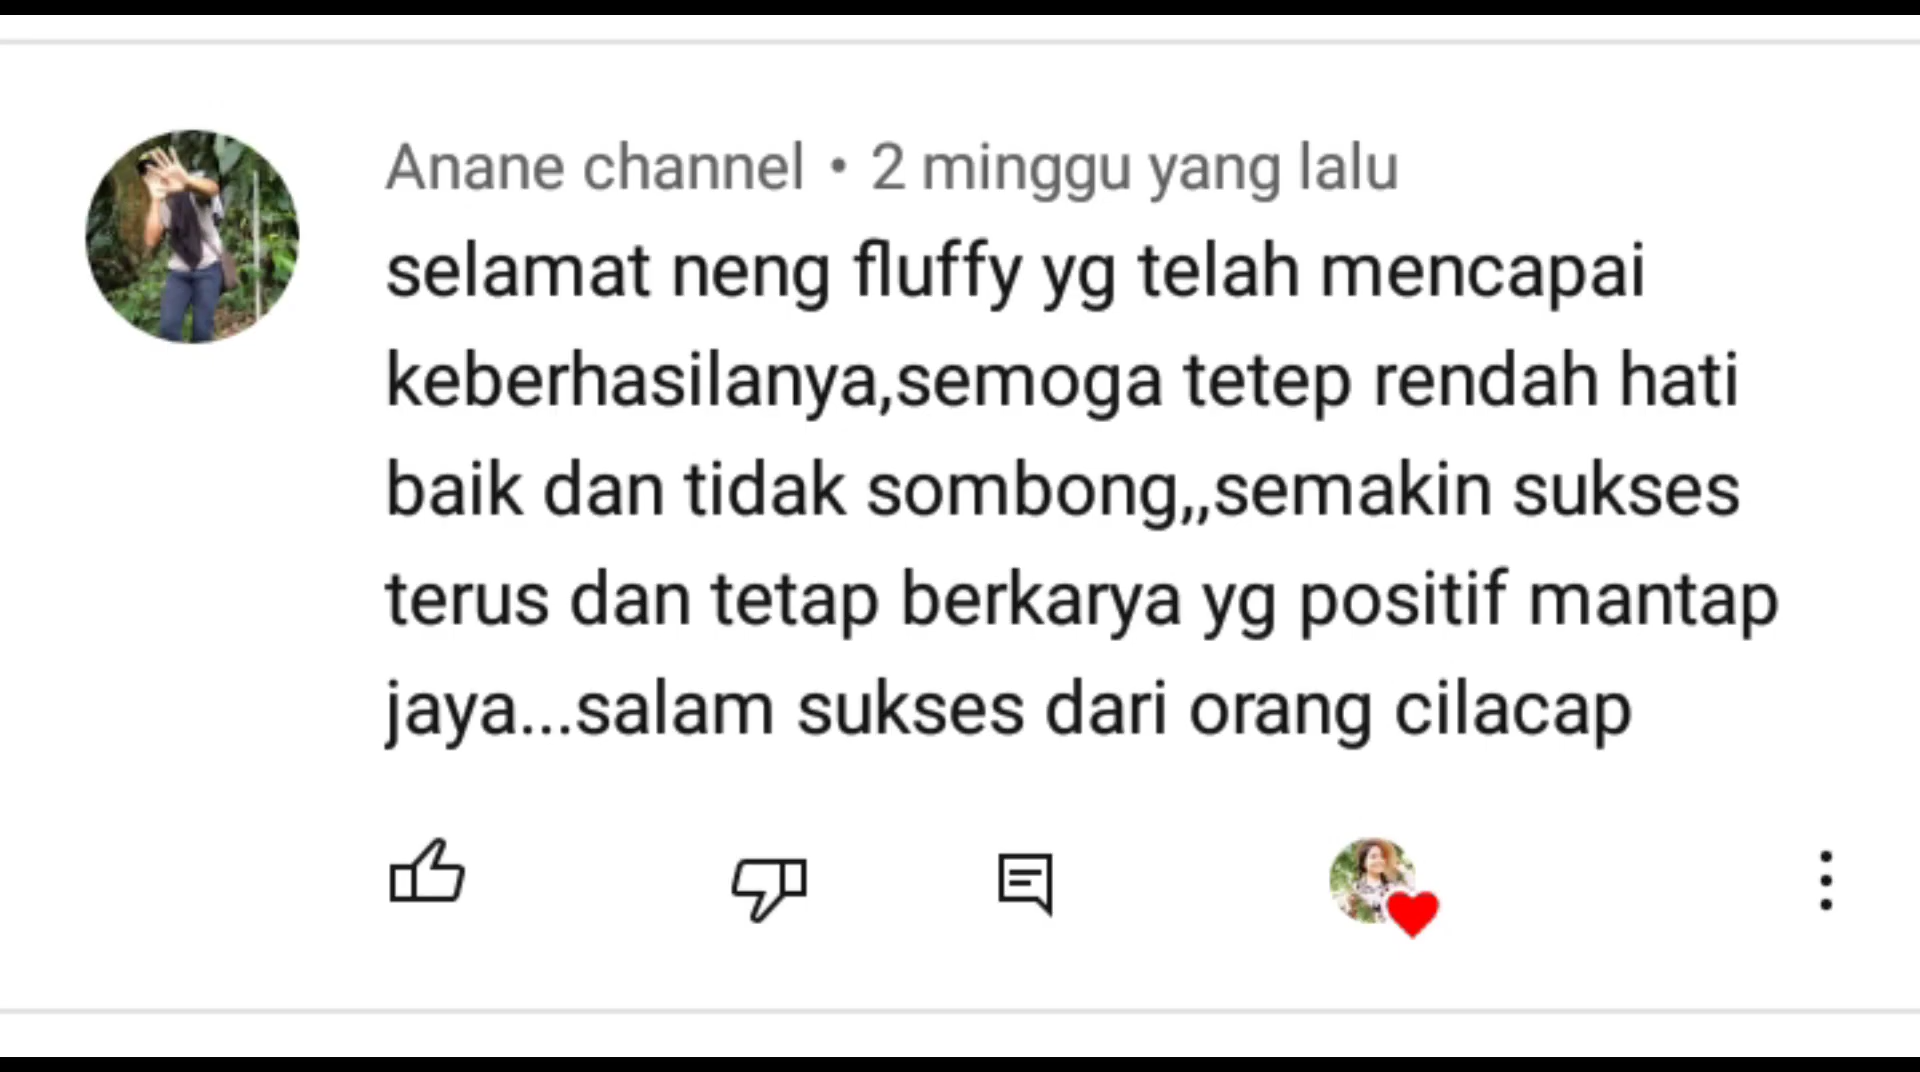 Anane channel • 2 minggu yang lalu
selamat neng fluffy yg telah mencapai
keberhasilanya,semoga tetep rendah hati
baik dan tidak sombong,,semakin sukses
terus dan tetap berkarya yg positif mantap
jaya...salam sukses dari orang cilacap